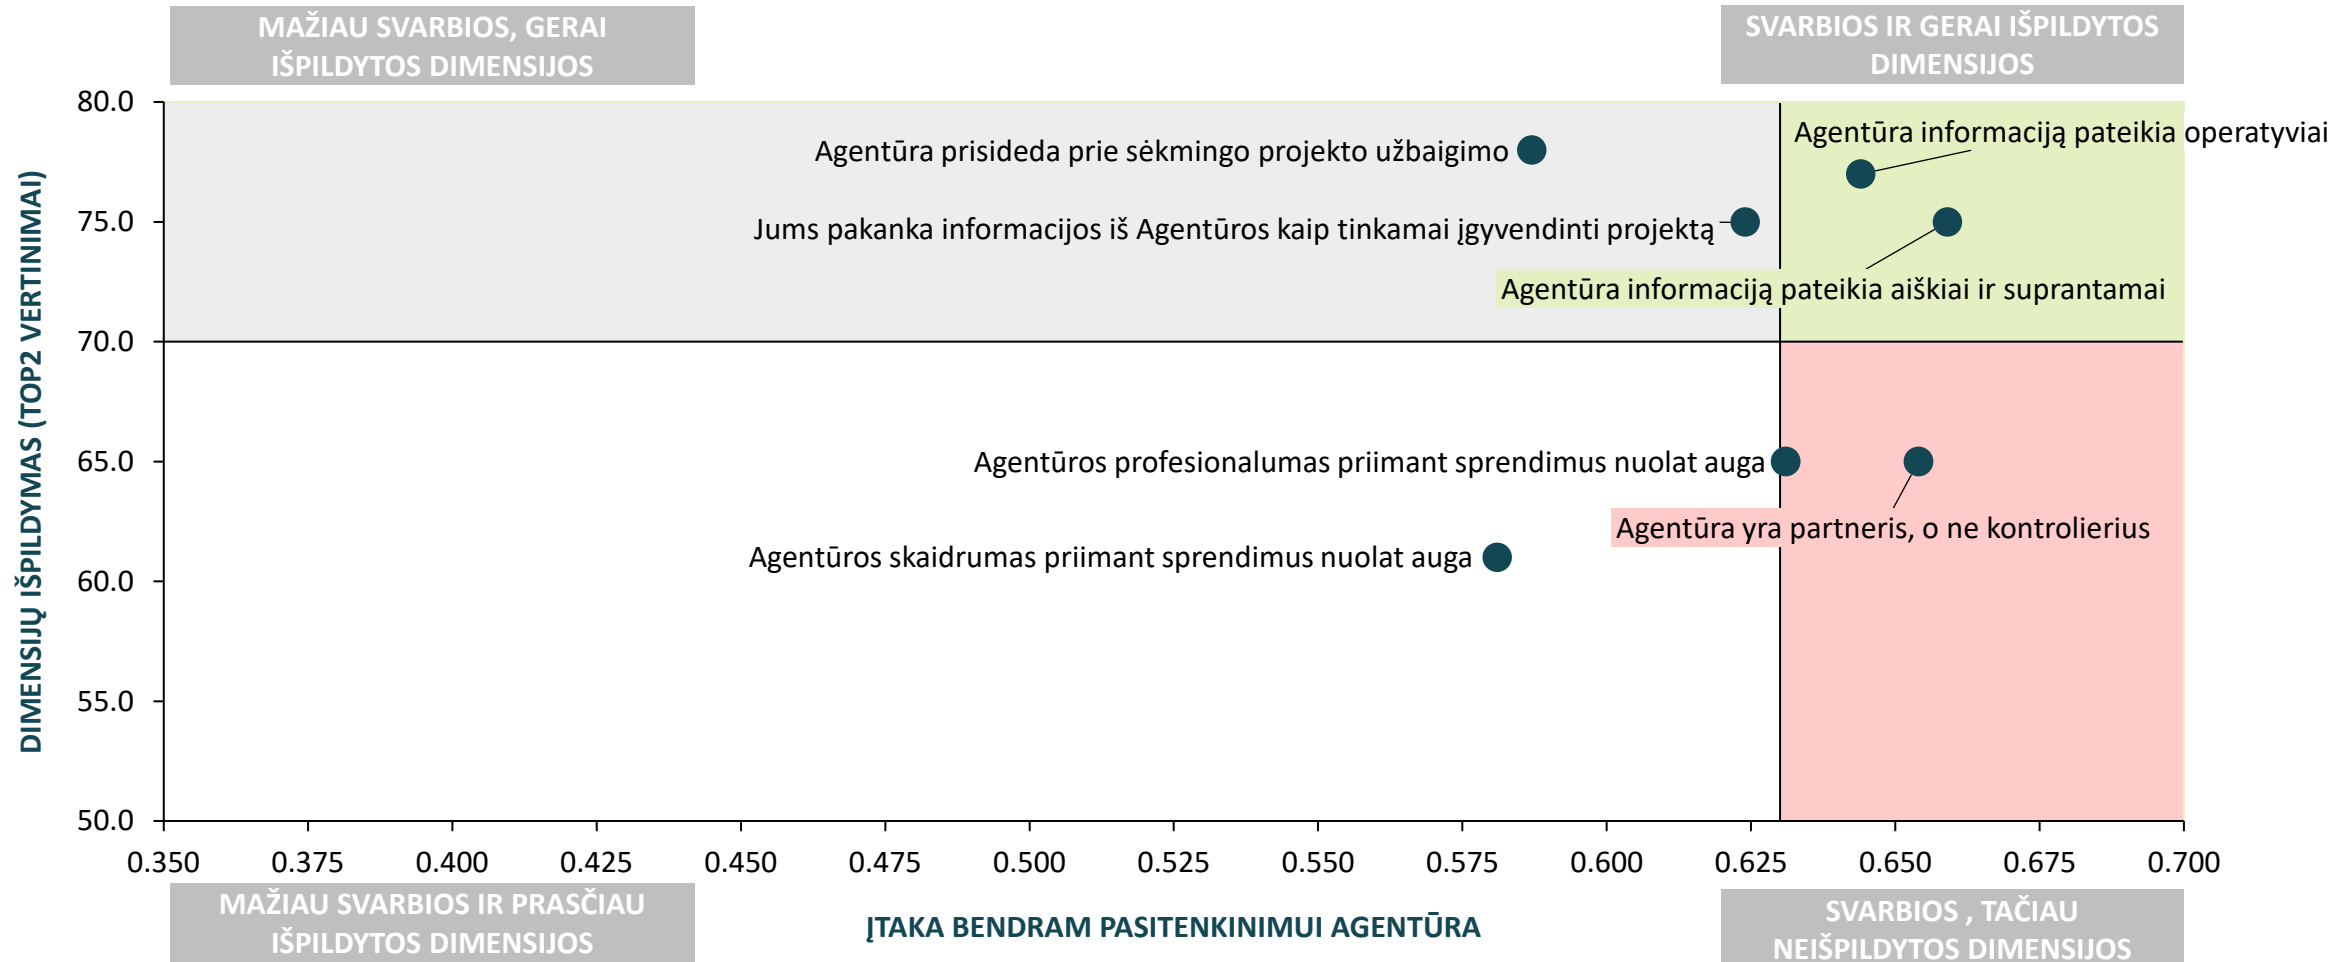 MAŽIAU SVARBIOS, GERAI
IŠPILDYTOS DIMENSIJOS
SVARBIOS IR GERAI IŠPILDYTOS
DIMENSIJOS
DIMENSIJŲ IŠPILDYMAS (TOP2 VERTINIMAI)
80.0
75.0
70.0
65.0
60.0
55.0
50.0
Agentūra informaciją pateikia operatyviai
Agentūra prisideda prie sėkmingo projekto užbaigimo
Jums pakanka informacijos iš Agentūros kaip tinkamai įgyvendinti projektą
Agentūra informaciją pateikia aiškiai ir suprantamai
Agentūros profesionalumas priimant sprendimus nuolat auga
Agentūra yra partneris, o ne kontrolierius
Agentūros skaidrumas priimant sprendimus nuolat auga
0.350 0.375 0.400 0.425 0.450 0.475 0.500 0.525 0.550 0.575 0.600 0.625 0.650 0.675 0.700
MAŽIAU SVARBIOS IR PRASČIAU
IŠPILDYTOS DIMENSIJOS
ĮTAKA BENDRAM PASITENKINIMUI AGENTŪRA
SVARBIOS , TAČIAU
NEIŠPILDYTOS DIMENSIJOS